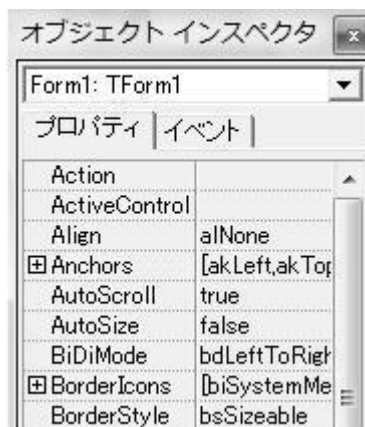 オブジェクト インスペクタ x
Form1: TForm1
プロパティ イベント
Action
ActiveControl
Align alNone
Anchors [akLeft,akTop
AutoScroll true
AutoSize false
BiDiMode bdLeftToRigh
BorderIcons [biSystemMe
BorderStyle bsSizeable